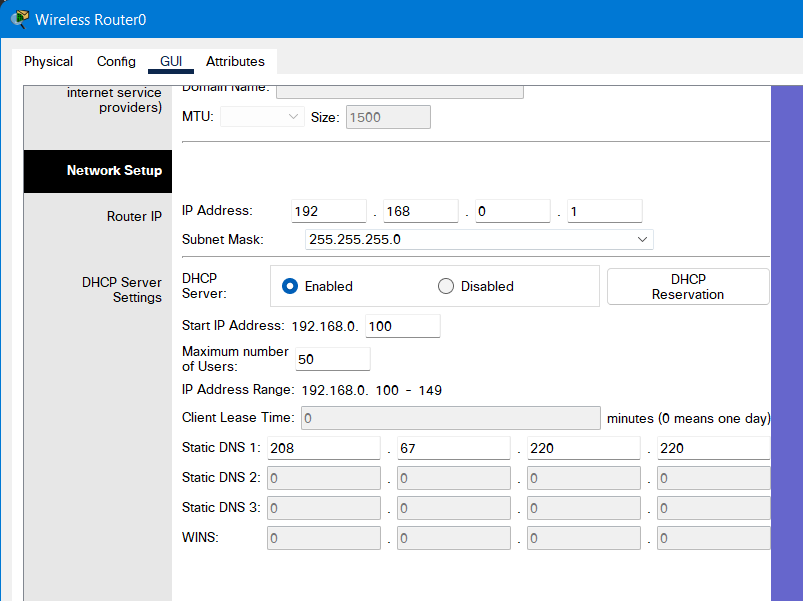 Wireless Router0
Physical Config GUI Attributes
internet service
providers)
Domain Name:
MTU: Size: 1500
Network Setup
Router IP
IP Address: 192 . 168 . 0 . 1
Subnet Mask: 255.255.255.0
DHCP Server
Settings
DHCP
Server: Enabled Disabled
DHCP
Reservation
Start IP Address: 192.168.0. 100
Maximum number
of Users: 50
IP Address Range: 192.168.0. 100 - 149
Client Lease Time: 0 minutes (0 means one day)
Static DNS 1: 208 . 67 . 220 . 220
Static DNS 2: 0 . 0 . 0 . 0
Static DNS 3: 0 . 0 . 0 . 0
WINS: 0 . 0 . 0 . 0